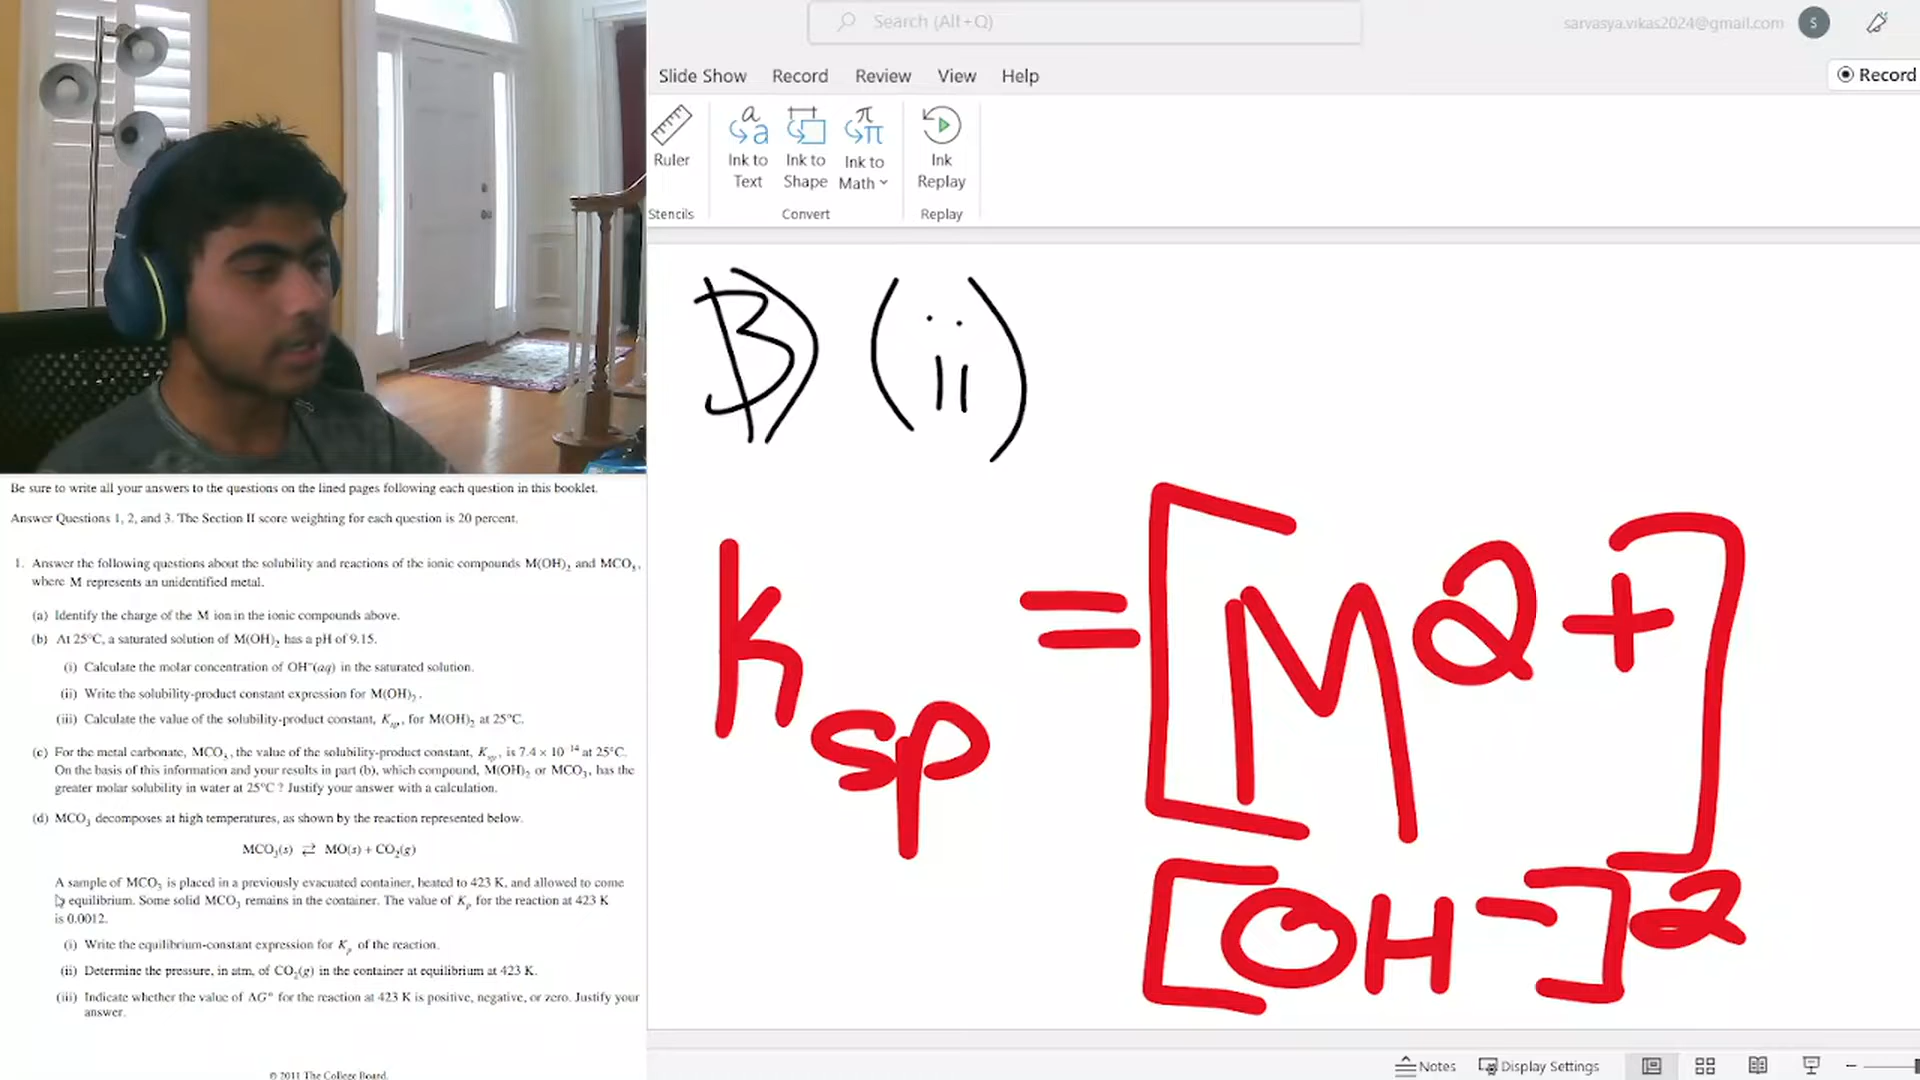 Search (Alt+Q)
sarvasya.vikas2024@gmail.com
S
Slide Show Record Review View Help
Record
Ruler
Ink to Text
Ink to Shape
Ink to Math
Ink Replay
Stencils
Convert
Replay
B) (ii)
Ksp = [M2+]
[OH-]2
Be sure to write all your answers to the questions on the lined pages following each question in this booklet.
Answer Questions 1, 2, and 3. The Section II score weighting for each question is 20 percent.
1. Answer the following questions about the solubility and reactions of the ionic compounds M(OH)₂ and MCO₃,
where M represents an unidentified metal.
(a) Identify the charge of the M ion in the ionic compounds above.
(b) At 25°C, a saturated solution of M(OH)₂ has a pH of 9.15.
(i) Calculate the molar concentration of OH⁻(aq) in the saturated solution.
(ii) Write the solubility-product constant expression for M(OH)₂.
(iii) Calculate the value of the solubility-product constant, Ksp, for M(OH)₂ at 25°C.
(c) For the metal carbonate, MCO₃, the value of the solubility-product constant, Ksp, is 7.4 × 10⁻¹⁴ at 25°C.
On the basis of this information and your results in part (b), which compound, M(OH)₂ or MCO₃, has the
greater molar solubility in water at 25°C ? Justify your answer with a calculation.
(d) MCO₃ decomposes at high temperatures, as shown by the reaction represented below.
MCO₃(s) ⇄ MO(s) + CO₂(g)
A sample of MCO₃ is placed in a previously evacuated container, heated to 423 K, and allowed to come
equilibrium. Some solid MCO₃ remains in the container. The value of Kp for the reaction at 423 K
is 0.0012.
(i) Write the equilibrium-constant expression for Kp of the reaction.
(ii) Determine the pressure, in atm, of CO₂(g) in the container at equilibrium at 423 K.
(iii) Indicate whether the value of ΔG° for the reaction at 423 K is positive, negative, or zero. Justify your
answer.
© 2011 The College Board.
Notes
Display Settings